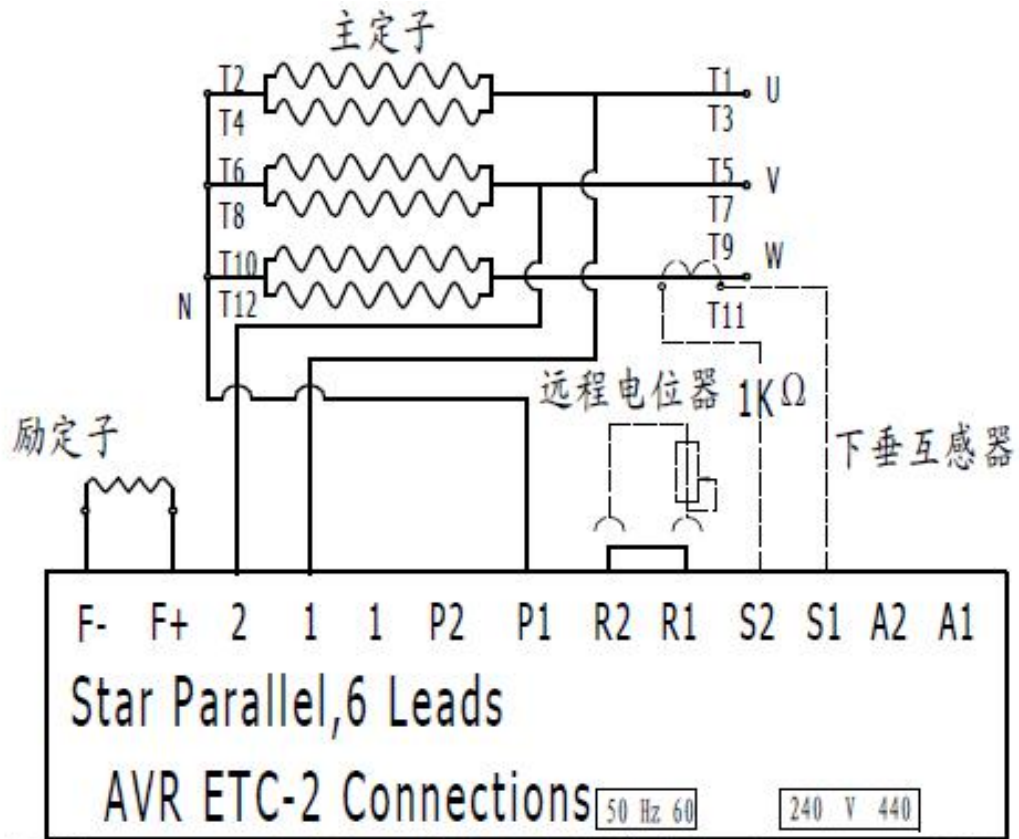 主定子
T2 T1 U
T4 T3
T6 T5 V
T8 T7
T10 T9 W
N T12 T11
远程电位器 1KΩ
励定子 下垂互感器
F- F+ 2 1 1 P2 P1 R2 R1 S2 S1 A2 A1
Star Parallel,6 Leads
AVR ETC-2 Connections 50 Hz 60 240 V 440